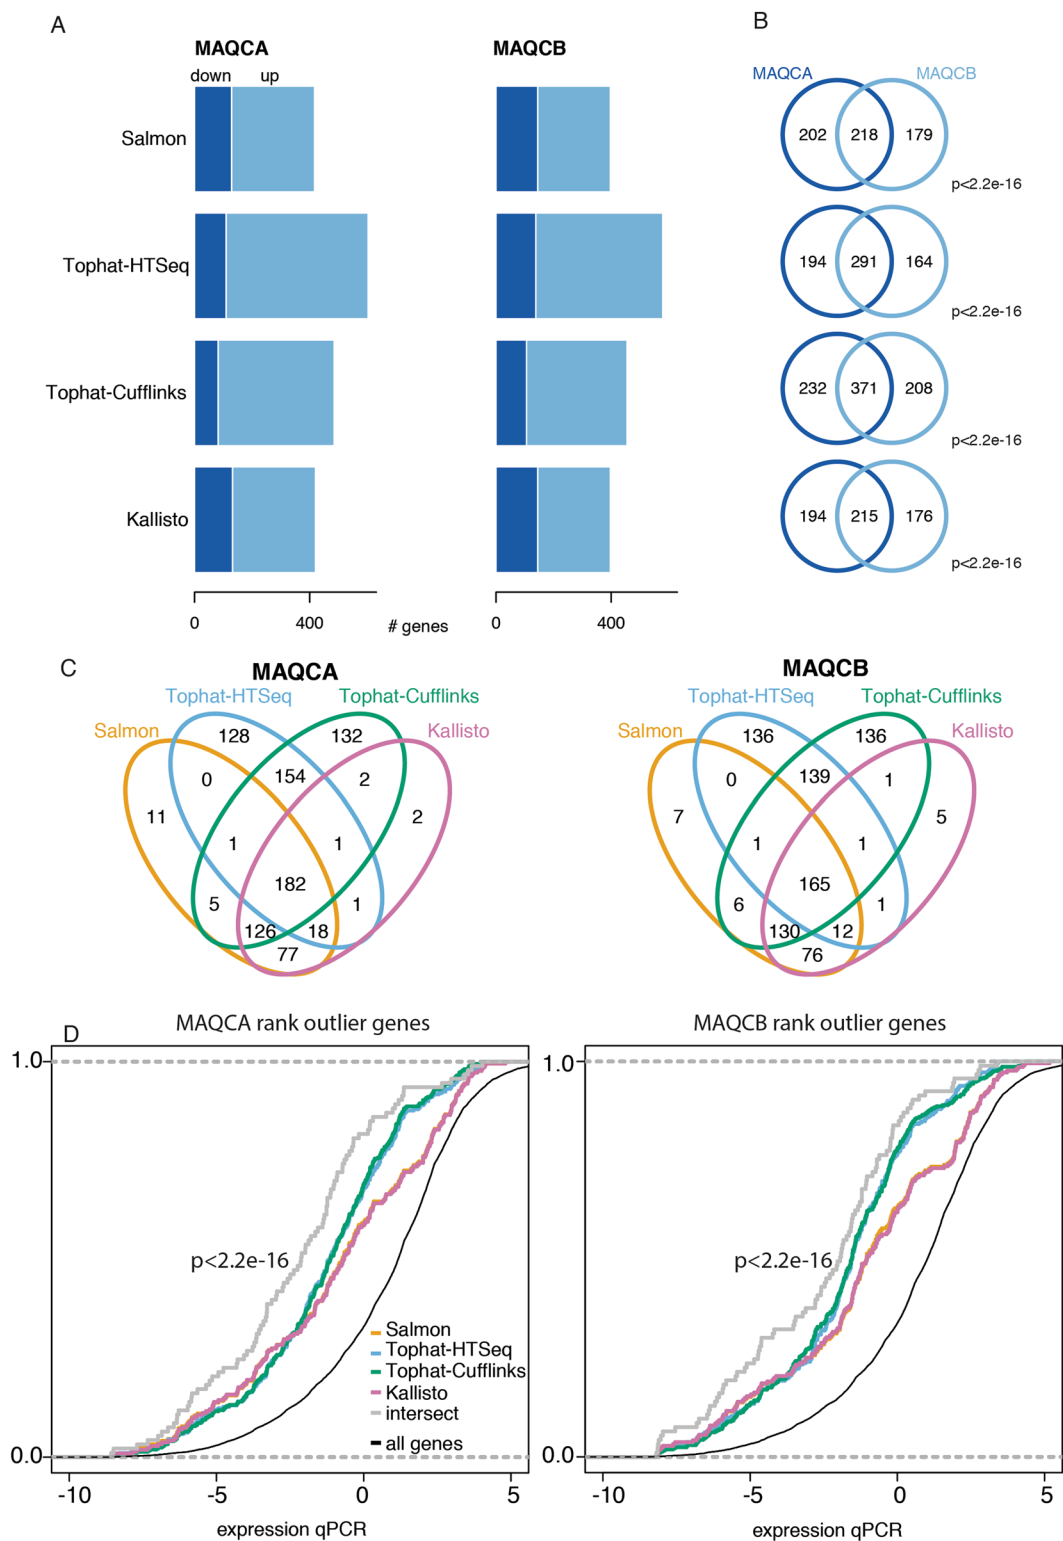 A
MAQCA
MAQCB
down
up
Salmon
Tophat-HTSeq
Tophat-Cufflinks
Kallisto
0
400
# genes
0
400
B
MAQCA
MAQCB
202
218
179
p<2.2e-16
194
291
164
p<2.2e-16
232
371
208
p<2.2e-16
194
215
176
p<2.2e-16
C
MAQCA
Tophat-HTSeq
Tophat-Cufflinks
Salmon
Kallisto
128
132
0
154
2
11
2
1
1
182
5
1
126
18
77
MAQCB
Tophat-HTSeq
Tophat-Cufflinks
Salmon
Kallisto
136
136
0
139
1
7
5
1
1
165
6
1
130
12
76
D
MAQCA rank outlier genes
1.0
p<2.2e-16
Salmon
Tophat-HTSeq
Tophat-Cufflinks
Kallisto
intersect
all genes
0.0
-10
-5
0
5
expression qPCR
MAQCB rank outlier genes
1.0
p<2.2e-16
0.0
-10
-5
0
5
expression qPCR